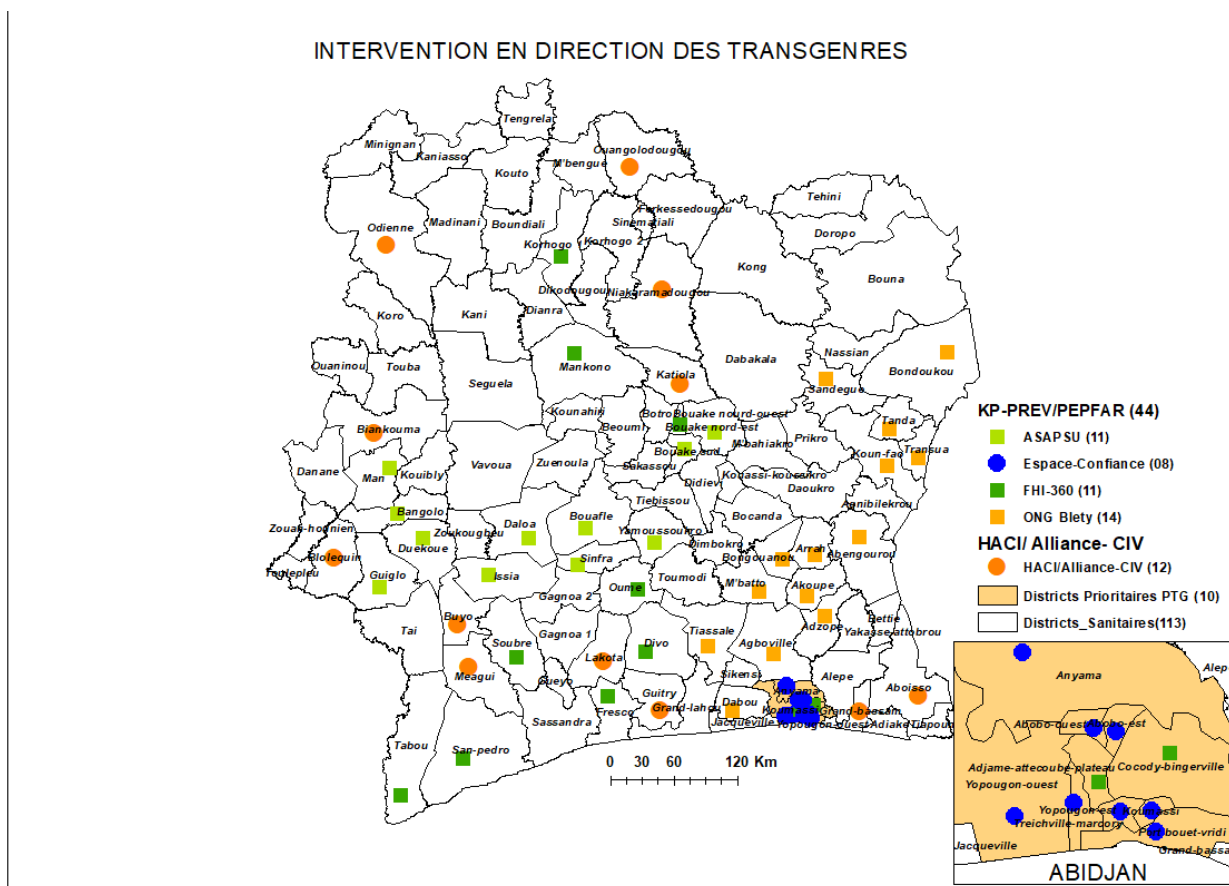 INTERVENTION EN DIRECTION DES TRANSGENRES
Tengrela
Minignan
Kaniasso
Ouangolodougou
M'bengue
Kouto
Tehini
Ferkessedougou
Madinani
Sinematiali
Odienne
Boundiali
Doropo
Korhogo 1
Korhogo 2
Kong
Bouna
Dikodougou
Niakaramadougou
Dianra
Koro
Kani
Nassian
Dabakala
Ouaninou
Touba
Mankono
Bondoukou
Katiola
Seguela
Sandegue
Kounahiri
Botro
Bouake nourd-ouest
Tanda
Biankouma
Beoumi
Bouake nord-est
M'bahiakro
Prikro
Transua
Bouake sud
Koun-fao
Danane
Man
Kouibly
Vavoua
Zuenoula
Sakassou
Kouassi-koussikro
Didievi
Daoukro
Tiebissou
Agnibilekrou
Bangolo
Bouafle
Bocanda
Zouan-hounien
Zoukougbeu
Daloa
Yamoussoukro
Dimbokro
Duekoue
Arrah
Abengourou
Blolequin
Sinfra
Bongouanou
Toulepleu
Guiglo
Issia
Oume
Toumodi
M'batto
Akoupe
Gagnoa 2
Buyo
Bettie
Tai
Gagnoa 1
Adzope
Yakasse-attobrou
Soubre
Divo
Tiassale
Agboville
Lakota
Meagui
Gueyo
Sikensi
Alepe
Guitry
Anyama
Aboisso
Dabou
Fresco
Grand-lahou
Koumassi
Grand-bassam
Sassandra
Jacqueville
Yopougon-ouest
Adiake
Tiapoum
Tabou
San-pedro
0 30 60 120 Km
KP-PREV/PEPFAR (44)
ASAPSU (11)
Espace-Confiance (08)
FHI-360 (11)
ONG Blety (14)
HACI/ Alliance- CIV
HACI/Alliance-CIV (12)
Districts Prioritaires PTG (10)
Districts_Sanitaires(113)
Anyama
Alepe
Abobo-ouest
Abobo-est
Adjame-attecoube-plateau
Cocody-bingerville
Yopougon-ouest
Yopougon-est
Koumassi
Treichville-marcory
Port-bouet-vridi
Jacqueville
Grand-bassa
ABIDJAN